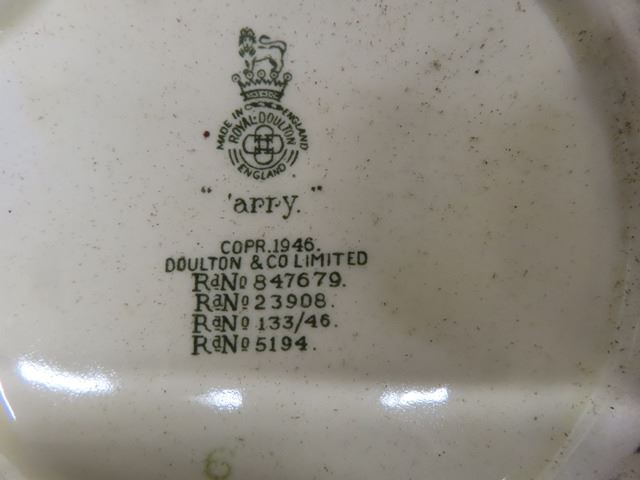 MADE IN ENGLAND
ROYAL·DOULTON
ENGLAND
" 'arry. "
COPR.1946.
DOULTON & CO LIMITED
RdNo 847679.
RdNo 23908.
RdNo 133/46.
RdNo 5194.
6